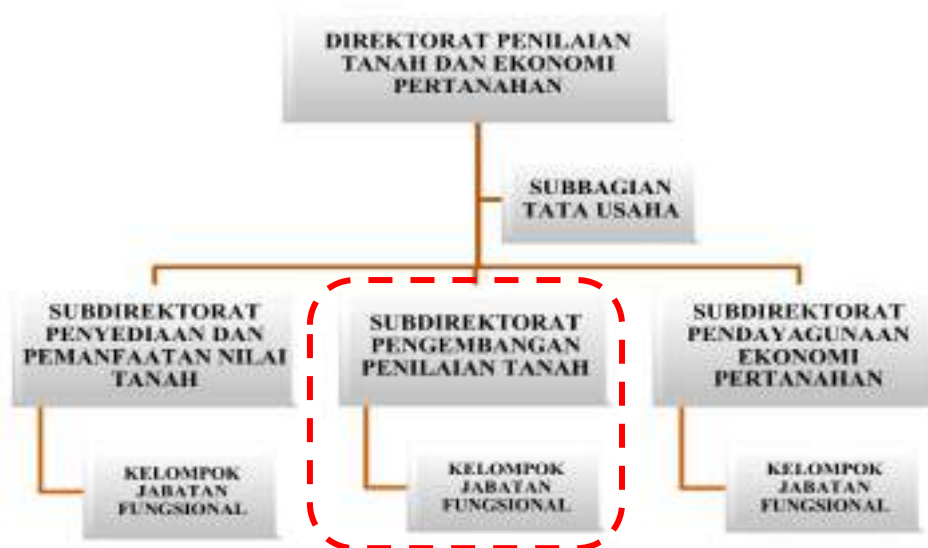 DIREKTORAT PENILAIAN
TANAH DAN EKONOMI
PERTANAHAN
SUBBAGIAN
TATA USAHA
SUBDIREKTORAT
PENYEDIAAN DAN
PEMANFAATAN NILAI
TANAH
SUBDIREKTORAT
PENGEMBANGAN
PENILAIAN TANAH
SUBDIREKTORAT
PENDAYAGUNAAN
EKONOMI
PERTANAHAN
KELOMPOK
JABATAN
FUNGSIONAL
KELOMPOK
JABATAN
FUNGSIONAL
KELOMPOK
JABATAN
FUNGSIONAL